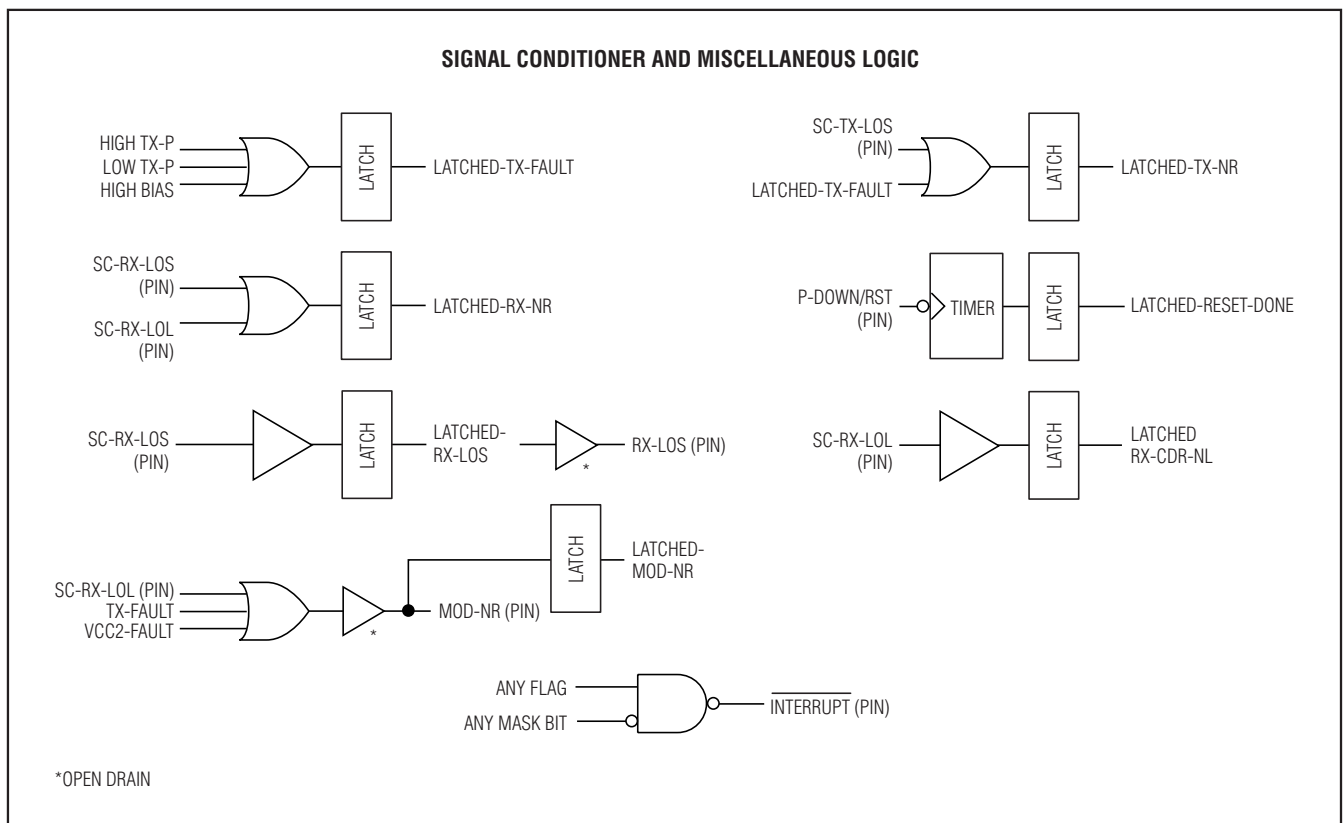 SIGNAL CONDITIONER AND MISCELLANEOUS LOGIC
HIGH TX-P
LOW TX-P
HIGH BIAS
LATCH
LATCHED-TX-FAULT
SC-TX-LOS
(PIN)
LATCHED-TX-FAULT
LATCH
LATCHED-TX-NR
SC-RX-LOS
(PIN)
SC-RX-LOL
(PIN)
LATCH
LATCHED-RX-NR
P-DOWN/RST
(PIN)
TIMER
LATCH
LATCHED-RESET-DONE
SC-RX-LOS
(PIN)
LATCH
LATCHED-
RX-LOS
*
RX-LOS (PIN)
SC-RX-LOL
(PIN)
LATCH
LATCHED
RX-CDR-NL
SC-RX-LOL (PIN)
TX-FAULT
VCC2-FAULT
*
MOD-NR (PIN)
LATCH
LATCHED-
MOD-NR
ANY FLAG
ANY MASK BIT
INTERRUPT (PIN)
*OPEN DRAIN